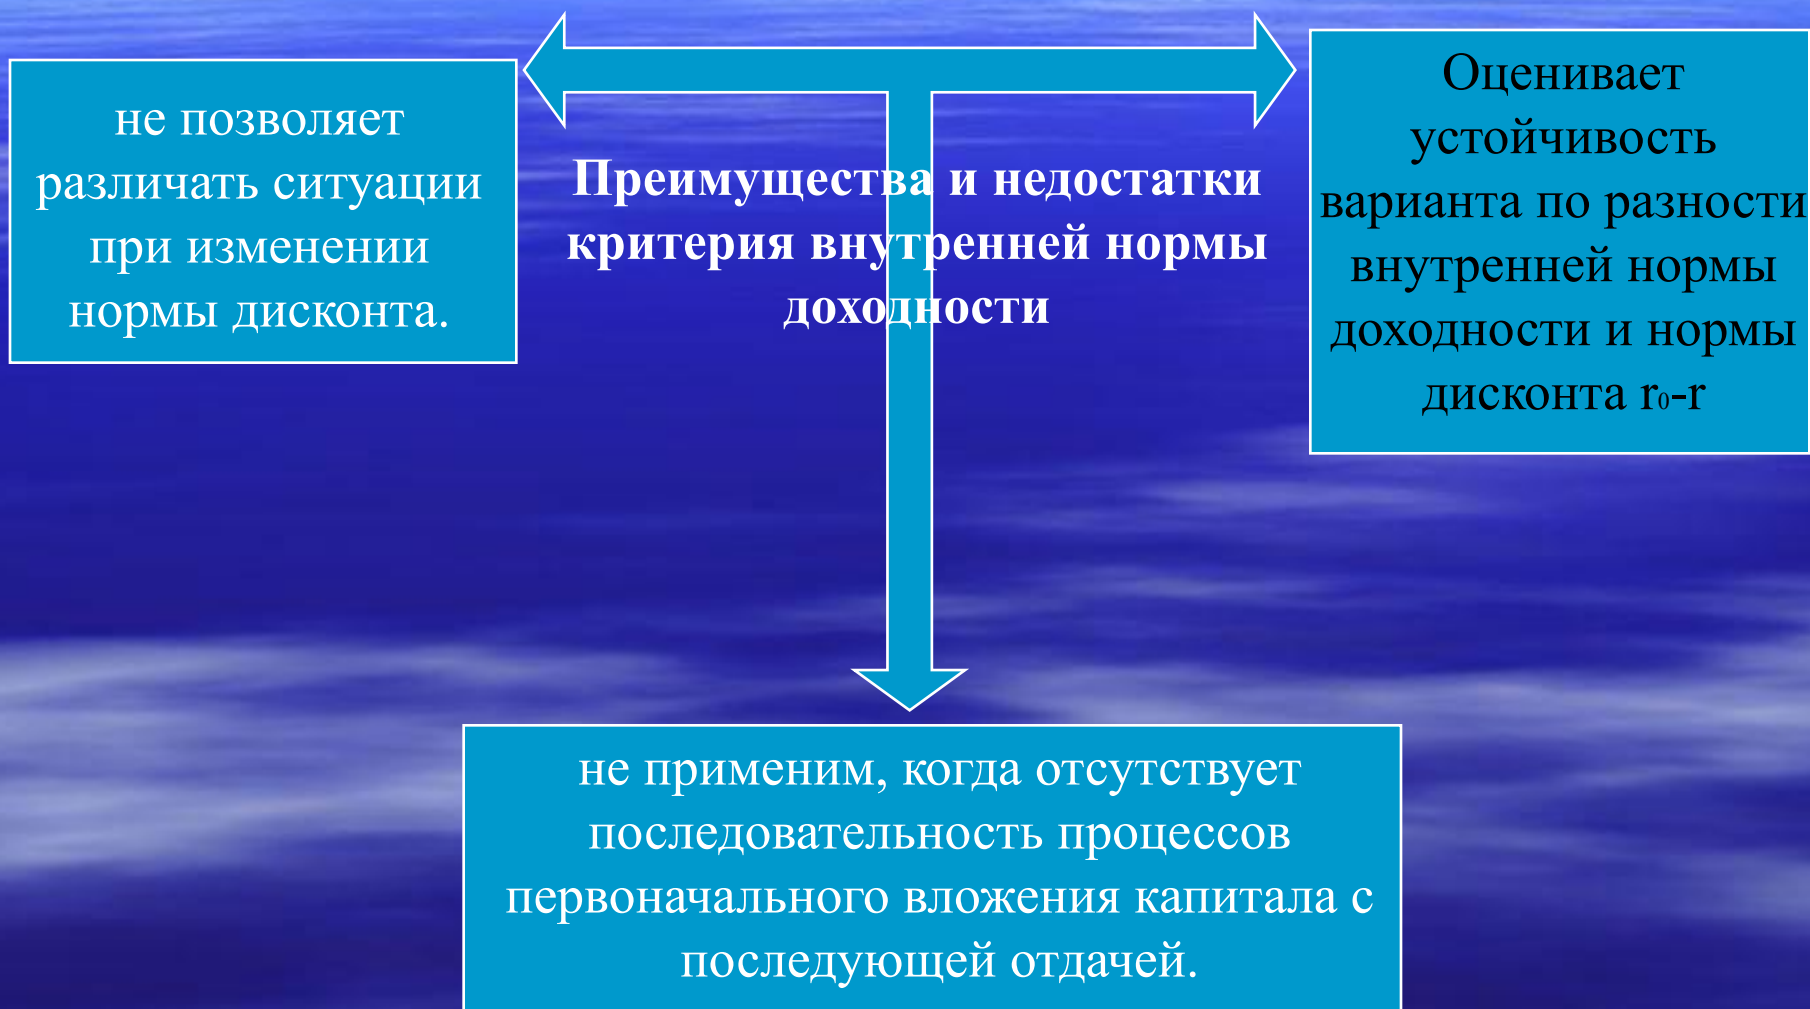 не позволяет
различать ситуации
при изменении
нормы дисконта.
Преимущества и недостатки
критерия внутренней нормы
доходности
Оценивает
устойчивость
варианта по разности
внутренней нормы
доходности и нормы
дисконта r₀-r
не применим, когда отсутствует
последовательность процессов
первоначального вложения капитала с
последующей отдачей.